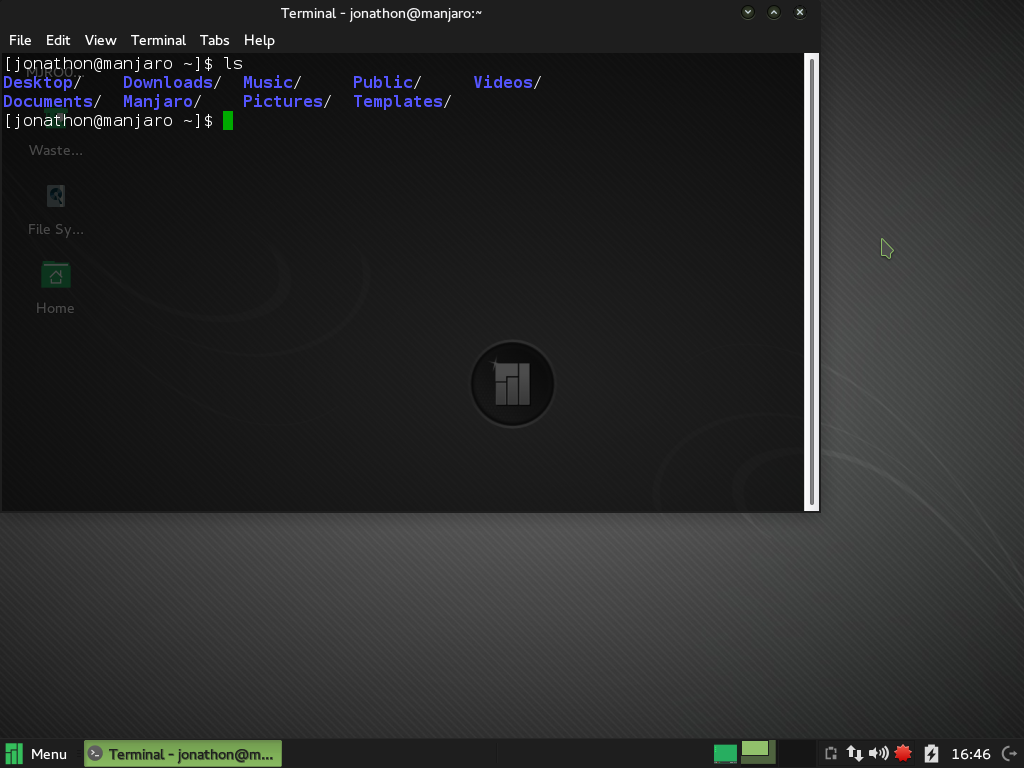 Terminal - jonathon@manjaro:~
File Edit View Terminal Tabs Help
[jonathon@manjaro ~]$ ls
Desktop/ Downloads/ Music/ Public/ Videos/
Documents/ Manjaro/ Pictures/ Templates/
[jonathon@manjaro ~]$
Waste...
File Sy...
Home
Menu
Terminal - jonathon@m...
16:46